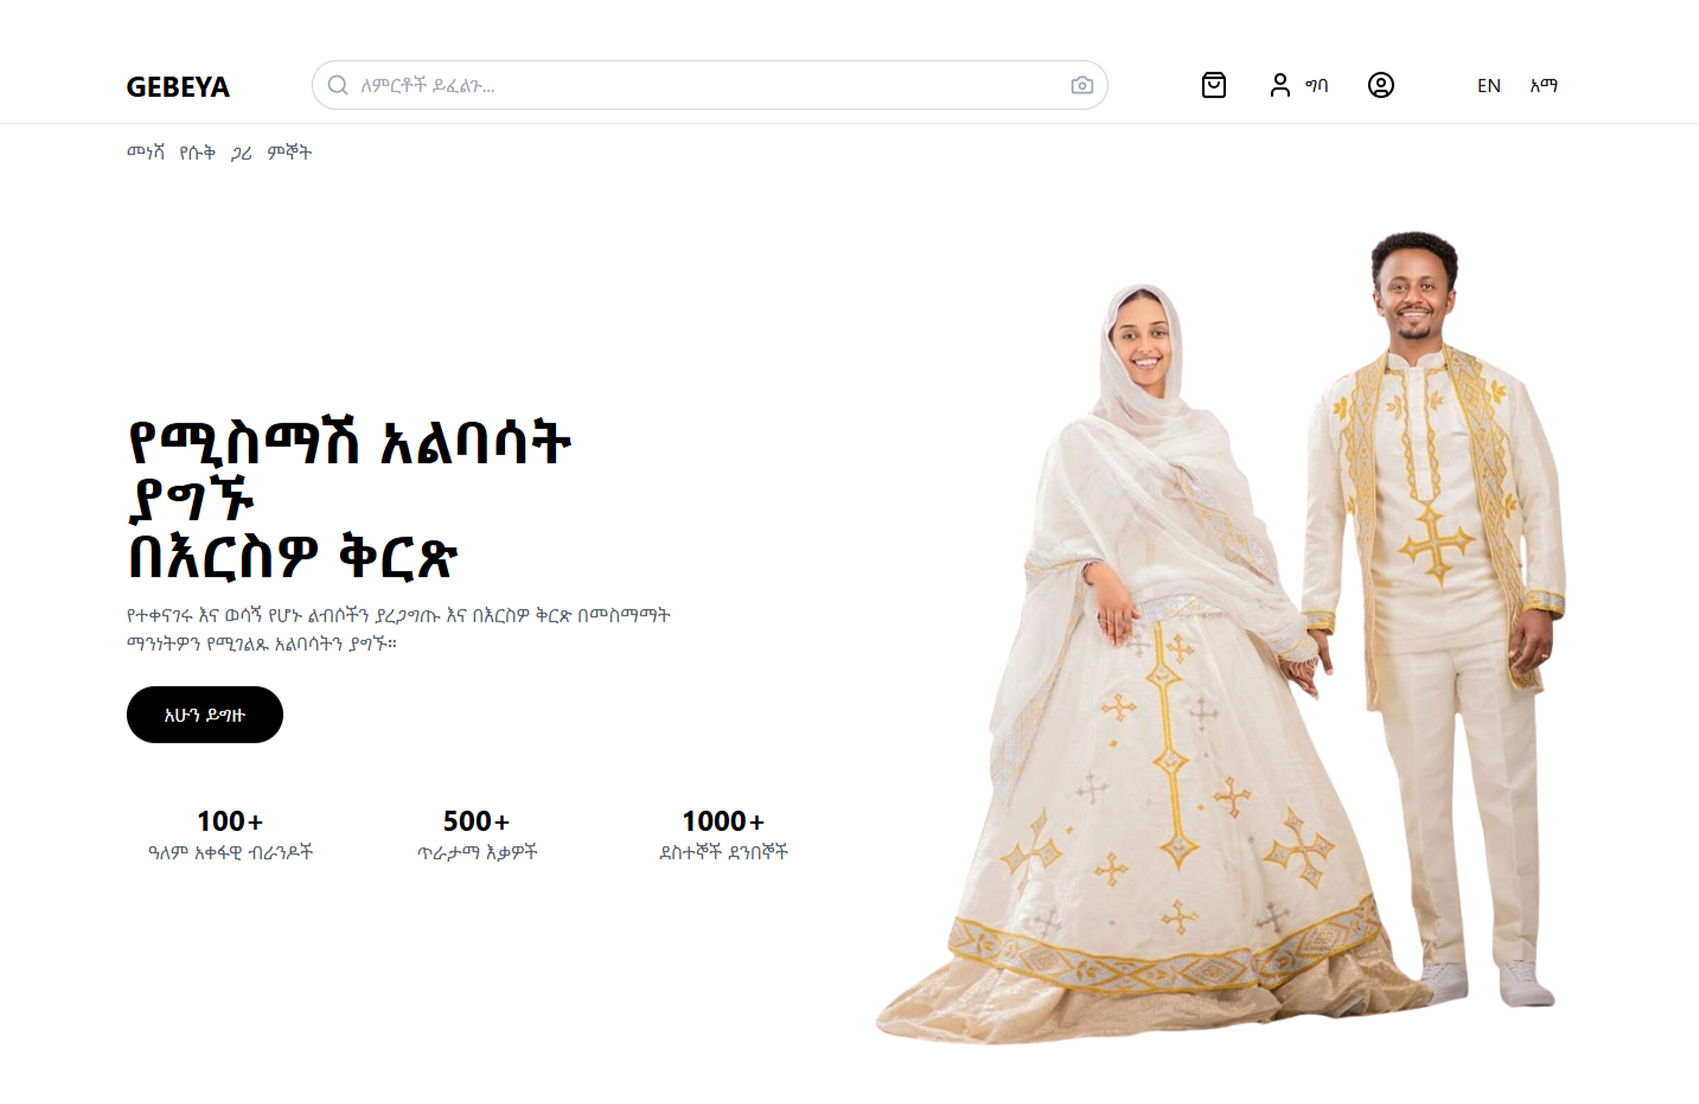 GEBEYA
ለምርቶች ይፈልጉ...
ግባ
EN
አማ
መነሻ የሱቅ ጋሪ ምኞት
የሚስማሽ አልባሳት
ያግኙ
በእርስዎ ቅርጽ
የተቀናገሩ እና ወሳኝ የሆኑ ልብሶችን ያረጋግጡ እና በእርስዎ ቅርጽ በመስማማት
ማንነትዎን የሚገልጹ አልባሳትን ያግኙ።
አሁን ይግዙ
100+
ዓለም አቀፋዊ ብራንዶች
500+
ጥራታማ እቃዎች
1000+
ደስተኞች ደንበኞች